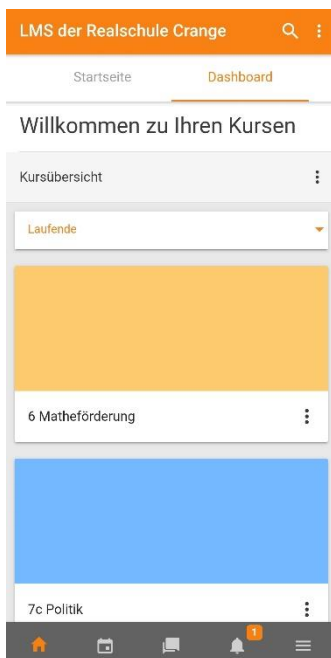 LMS der Realschule Crange
Startseite
Dashboard
Willkommen zu Ihren Kursen
Kursübersicht
Laufende
6 Matheförderung
7c Politik
1